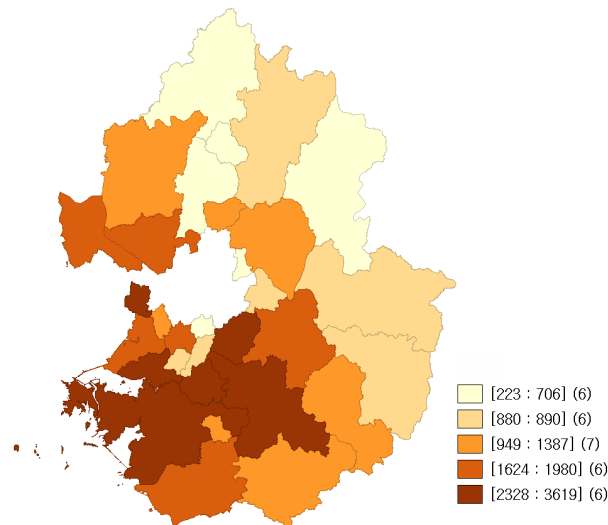 [223 : 706] (6)
[880 : 890] (6)
[949 : 1387] (7)
[1624 : 1980] (6)
[2328 : 3619] (6)